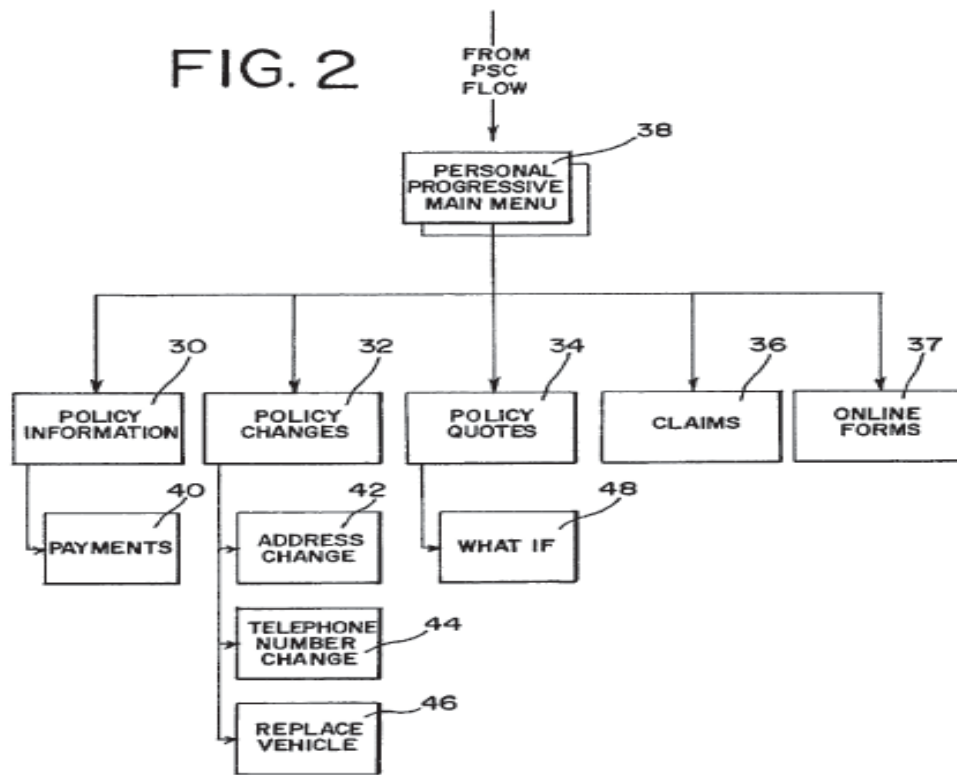 FIG. 2
FROM
PSC
FLOW
38
PERSONAL
PROGRESSIVE
MAIN MENU
30
32
34
36
37
POLICY
INFORMATION
POLICY
CHANGES
POLICY
QUOTES
CLAIMS
ONLINE
FORMS
40
PAYMENTS
42
ADDRESS
CHANGE
48
WHAT IF
TELEPHONE
NUMBER
CHANGE
44
46
REPLACE
VEHICLE